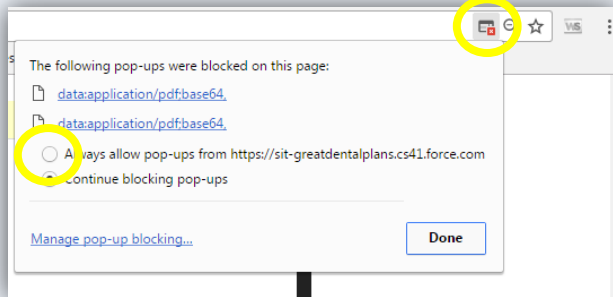 WS
The following pop-ups were blocked on this page:
data:application/pdf;base64,
data:application/pdf;base64,
Always allow pop-ups from https://sit-greatdentalplans.cs41.force.com
Continue blocking pop-ups
Manage pop-up blocking...
Done